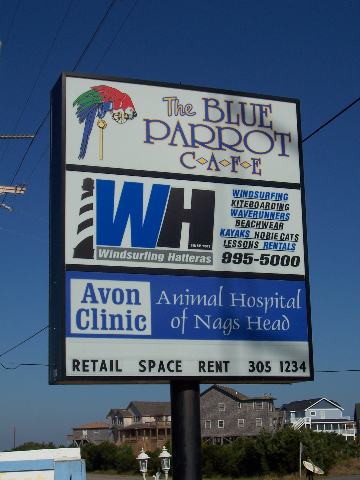 The BLUE
PARROT
CAFE
WH
Windsurfing Hatteras
WINDSURFING
KITEBOARDING
WAVERUNNERS
BEACHWEAR
KAYAKS HOBIE CATS
LESSONS RENTALS
995-5000
Avon
Clinic
Animal Hospital
of Nags Head
RETAIL SPACE RENT 305 1234